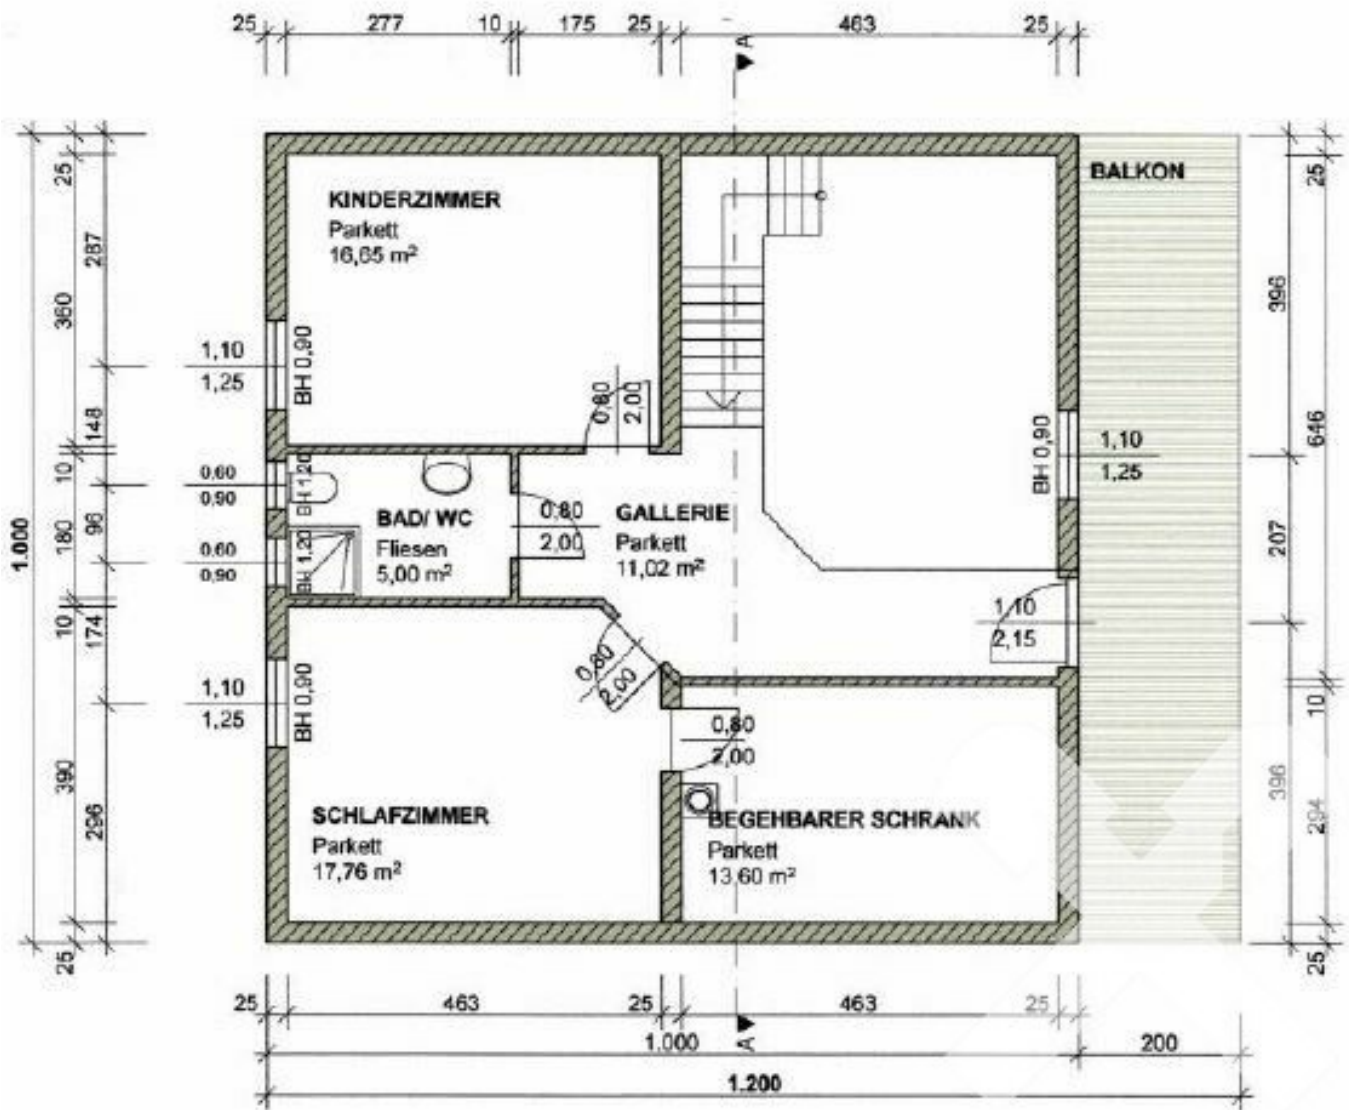 25 277 10 175 25 463 25
A
BALKON
KINDERZIMMER
Parkett
16,65 m²
25
287
360
148
10
96
180
1.000
10
174
390
296
25
1,10
1,25
BH 0,90
0,60
0,90
BH 1,20
0,60
0,90
BH 1,20
1,10
1,25
BH 0,90
0,80
2,00
BAD/ WC
Fliesen
5,00 m²
0,80
2,00
GALLERIE
Parkett
11,02 m²
BH 0,90
1,10
1,25
1,10
2,15
0,80
2,00
0,80
2,00
SCHLAFZIMMER
Parkett
17,76 m²
BEGEHBARER SCHRANK
Parkett
13,60 m²
25
396
646
207
10
396
294
25
25 463 25 463 25
A
1.000 200
1.200